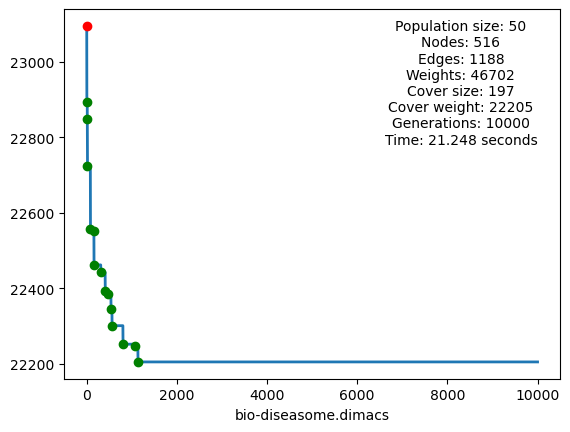 Population size: 50
Nodes: 516
Edges: 1188
Weights: 46702
Cover size: 197
Cover weight: 22205
Generations: 10000
Time: 21.248 seconds
23000
22800
22600
22400
22200
0 2000 4000 6000 8000 10000
bio-diseasome.dimacs